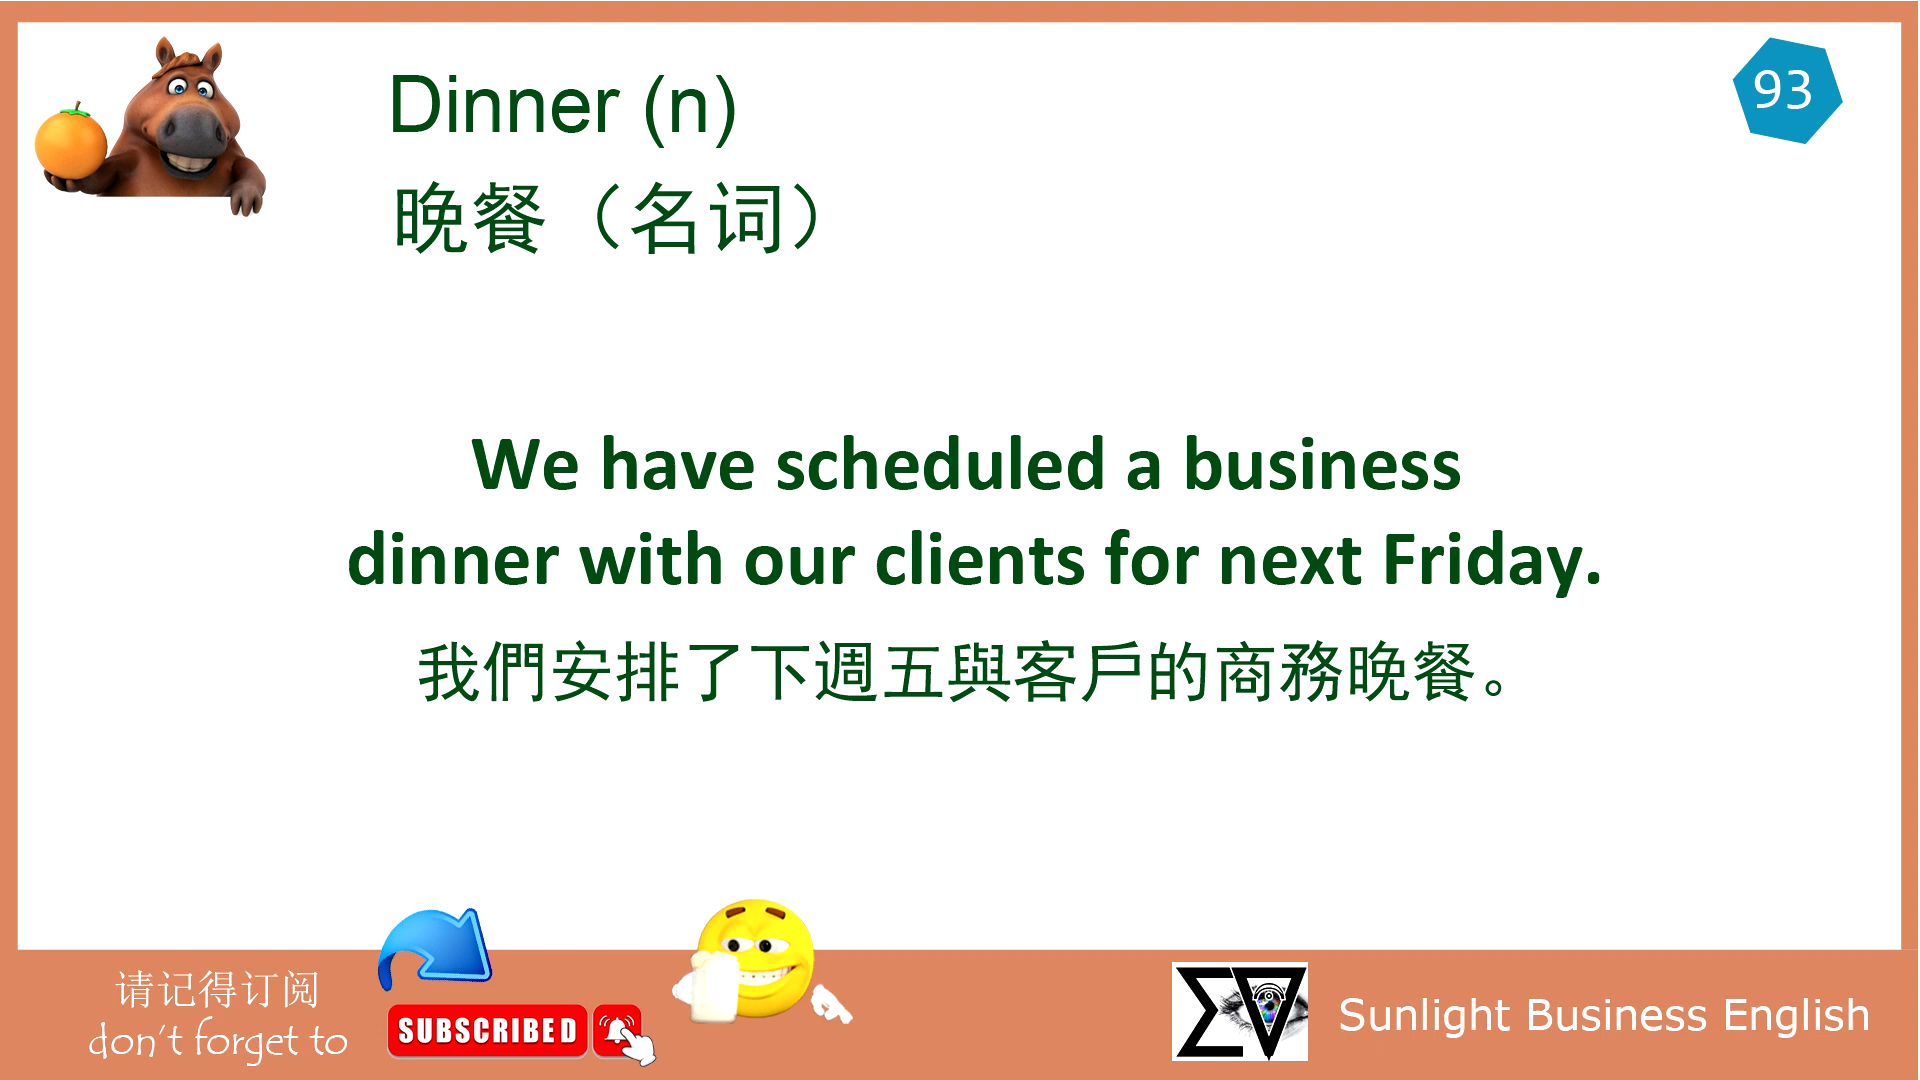 Dinner (n)
93
晚餐（名词）
We have scheduled a business
dinner with our clients for next Friday.
我們安排了下週五與客戶的商務晚餐。
请记得订阅
don't forget to
SUBSCRIBED
Sunlight Business English